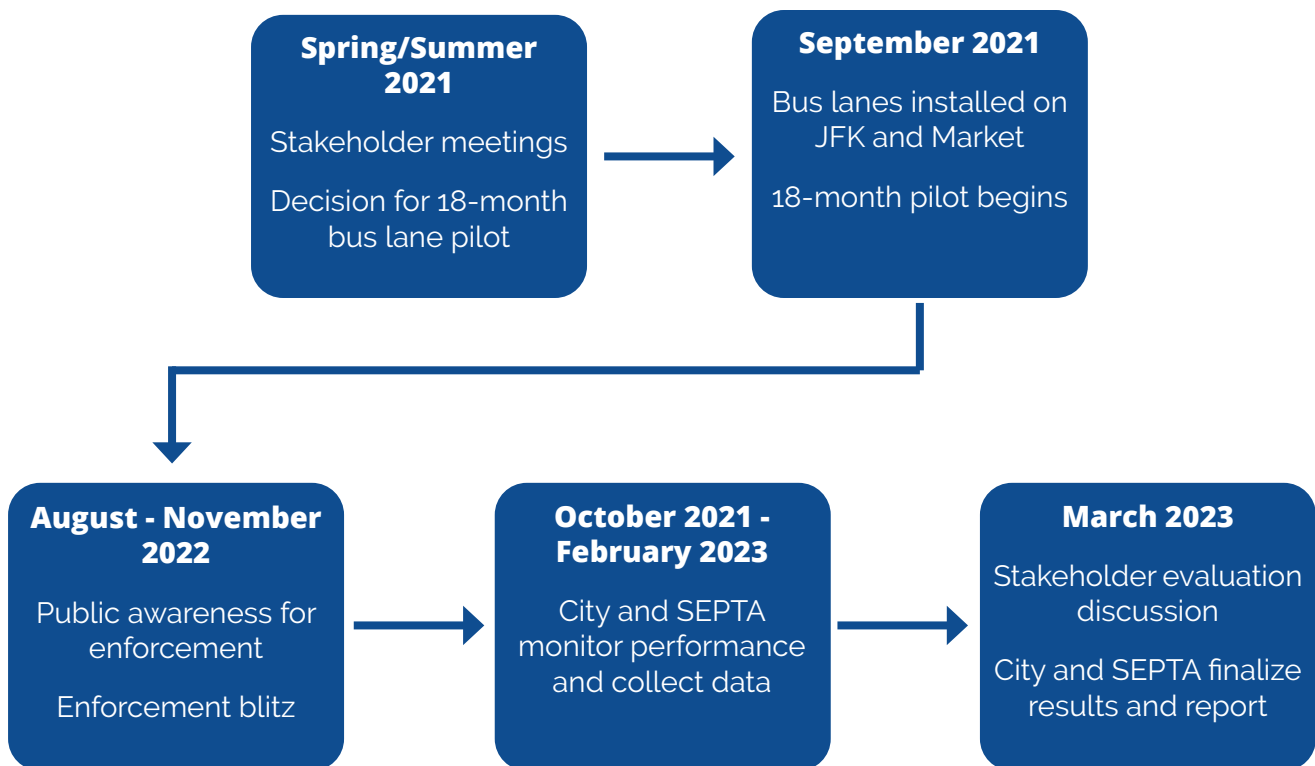 Spring/Summer
2021
Stakeholder meetings
Decision for 18-month
bus lane pilot
September 2021
Bus lanes installed on
JFK and Market
18-month pilot begins
August - November
2022
Public awareness for
enforcement
Enforcement blitz
October 2021 -
February 2023
City and SEPTA
monitor performance
and collect data
March 2023
Stakeholder evaluation
discussion
City and SEPTA finalize
results and report